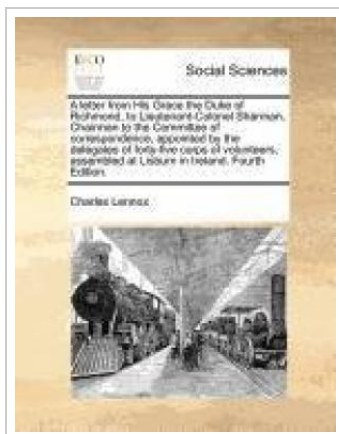 ECCO
Social Sciences
A letter from His Grace the Duke of
Richmond, to Lieutenant-Colonel Sharman,
Chairman to the Committee of
correspondence, appointed by the
delegates of forty-five corps of volunteers,
assembled at Lisburn in Ireland. Fourth
Edition.
Charles Lennox